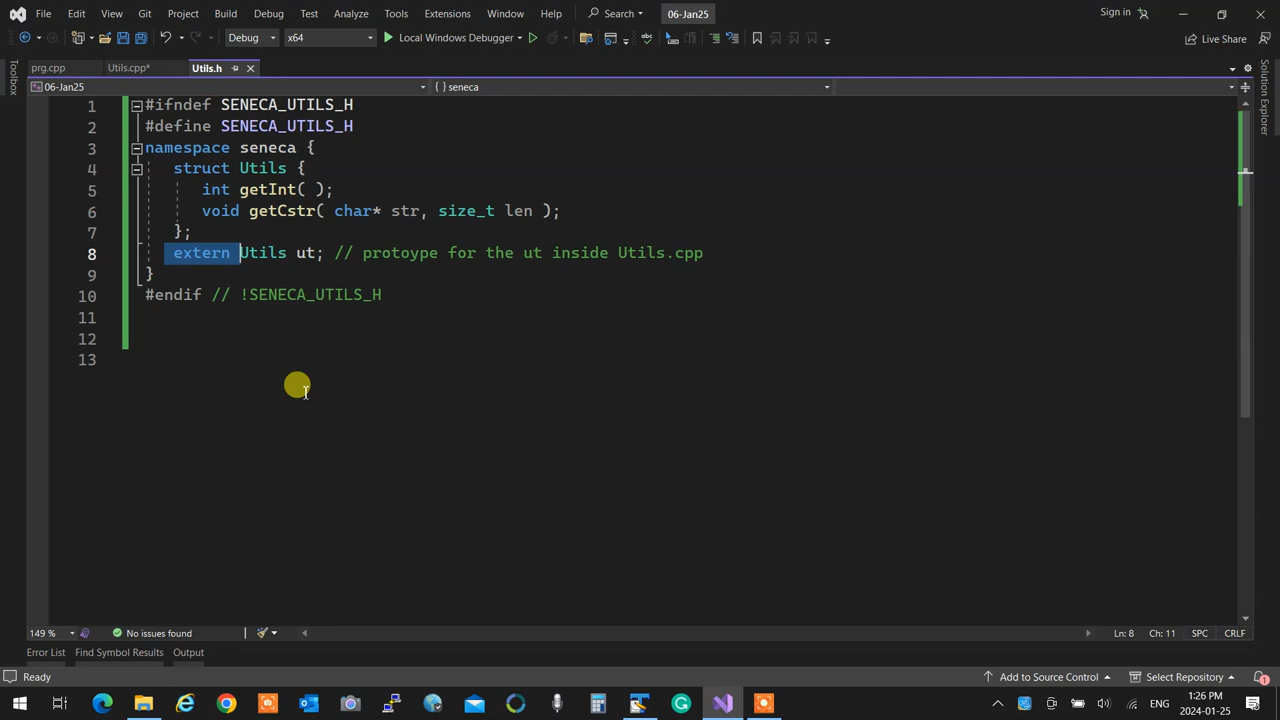 File Edit View Git Project Build Debug Test Analyze Tools Extensions Window Help Search 06-Jan25 Sign in
Debug x64 Local Windows Debugger Live Share
prg.cpp Utils.cpp* Utils.h
06-Jan25 { } seneca
Toolbox
Solution Explorer
1 #ifndef SENECA_UTILS_H
2 #define SENECA_UTILS_H
3 namespace seneca {
4 struct Utils {
5 int getInt( );
6 void getCstr( char* str, size_t len );
7 };
8 extern Utils ut; // protoype for the ut inside Utils.cpp
9 }
10 #endif // !SENECA_UTILS_H
11
12
13
149 % No issues found Ln: 8 Ch: 11 SPC CRLF
Error List Find Symbol Results Output
Ready Add to Source Control Select Repository 1
ENG 1:26 PM
2024-01-25